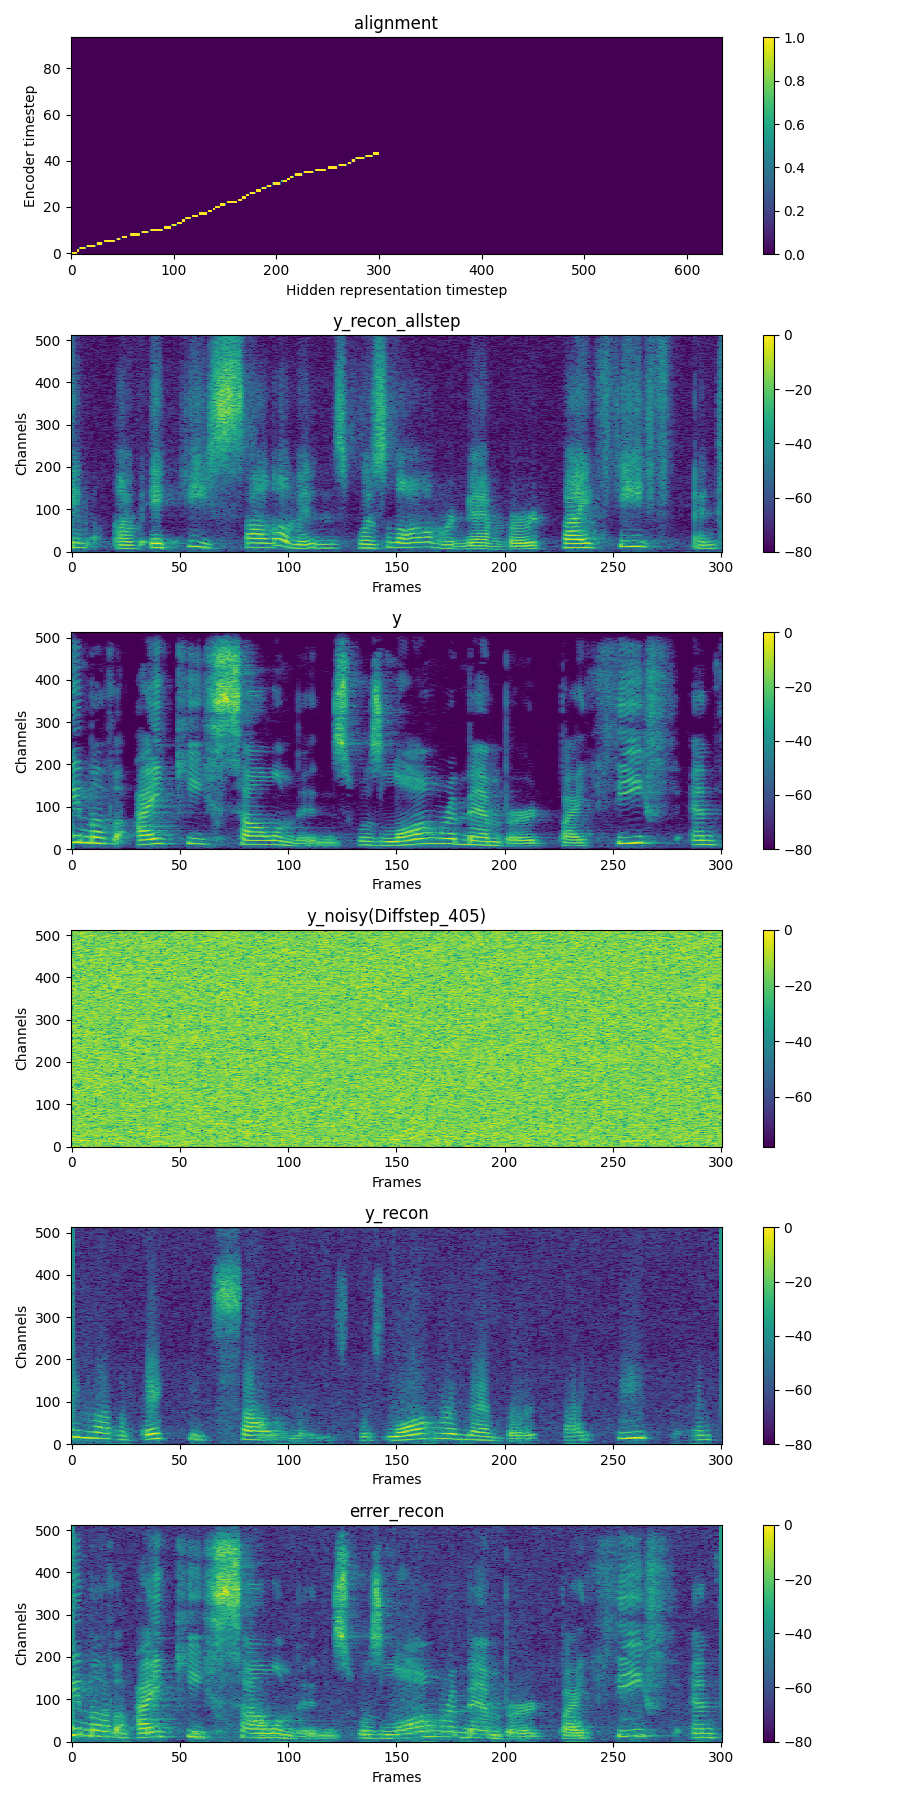 alignment
80
60
40
20
0
Encoder timestep
0 100 200 300 400 500 600
Hidden representation timestep
1.0
0.8
0.6
0.4
0.2
0.0
y_recon_allstep
500
400
300
200
100
0
Channels
0 50 100 150 200 250 300
Frames
0
−20
−40
−60
−80
y
500
400
300
200
100
0
Channels
0 50 100 150 200 250 300
Frames
0
−20
−40
−60
−80
y_noisy(Diffstep_405)
500
400
300
200
100
0
Channels
0 50 100 150 200 250 300
Frames
0
−20
−40
−60
y_recon
500
400
300
200
100
0
Channels
0 50 100 150 200 250 300
Frames
0
−20
−40
−60
−80
errer_recon
500
400
300
200
100
0
Channels
0 50 100 150 200 250 300
Frames
0
−20
−40
−60
−80